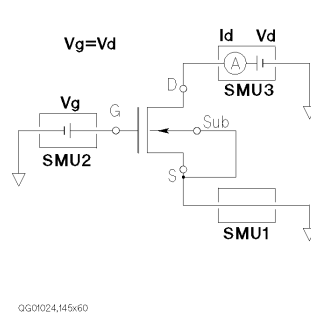 Vg=Vd
Id Vd
A
SMU3
D
Vg
G
Sub
SMU2
S
SMU1
QG01024,145x60